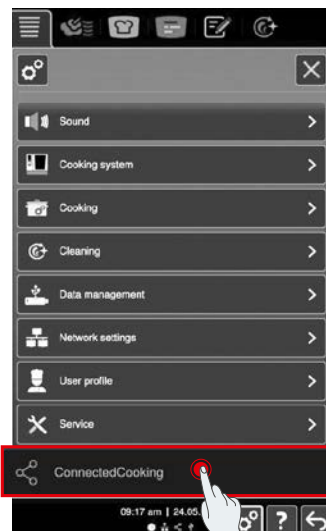 Sound
Cooking system
Cooking
Cleaning
Data management
Network settings
User profile
Service
ConnectedCooking
09:17 am | 24.05.
?